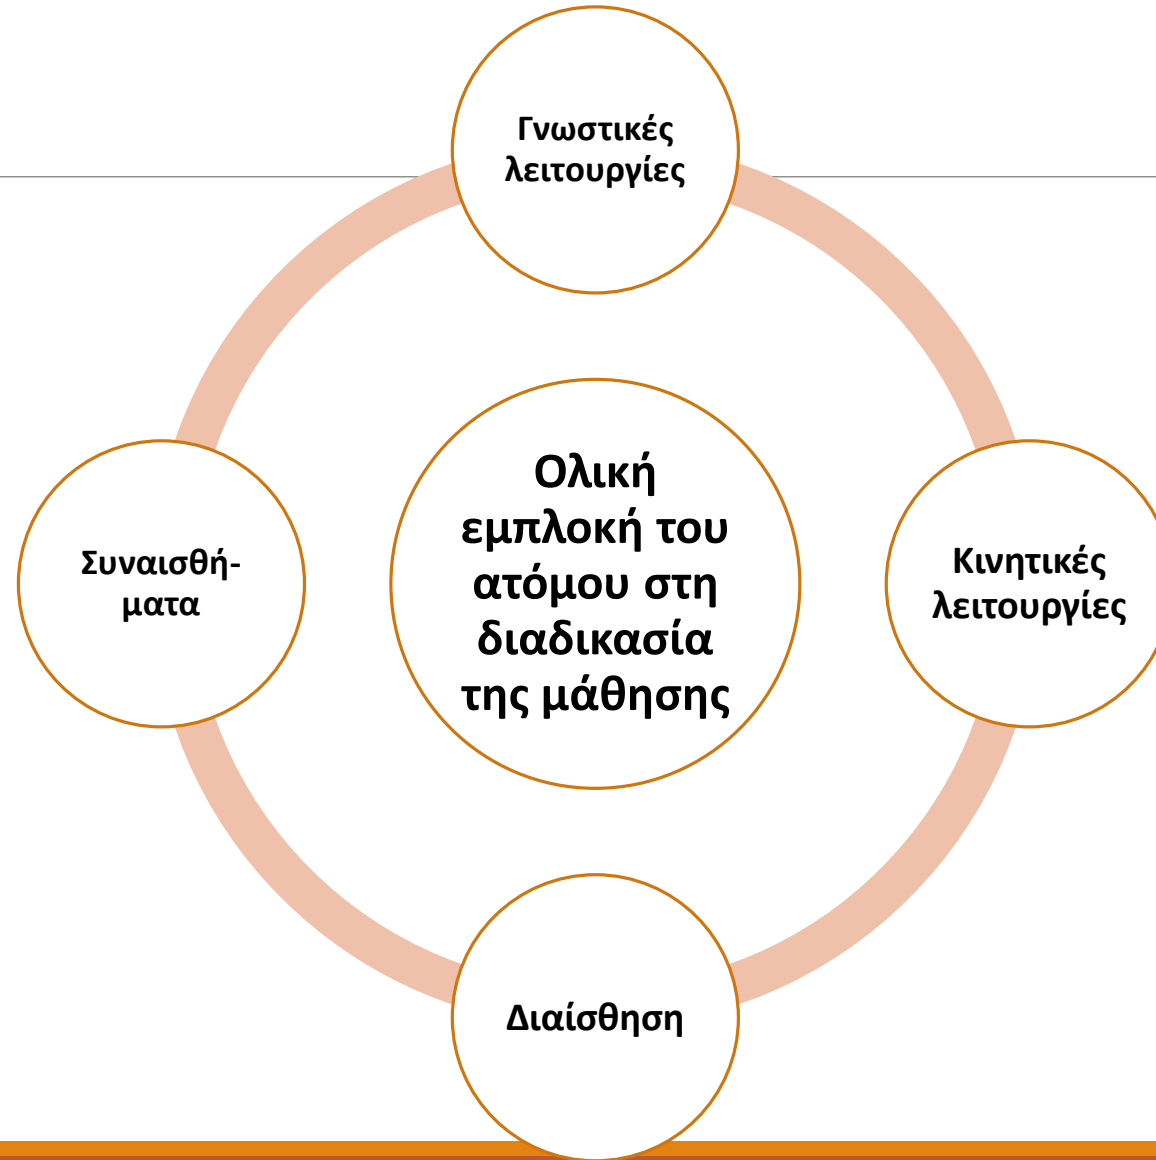 Γνωστικές
λειτουργίες
Ολική
εμπλοκή του
ατόμου στη
διαδικασία
της μάθησης
Συναισθή-
ματα
Κινητικές
λειτουργίες
Διαίσθηση